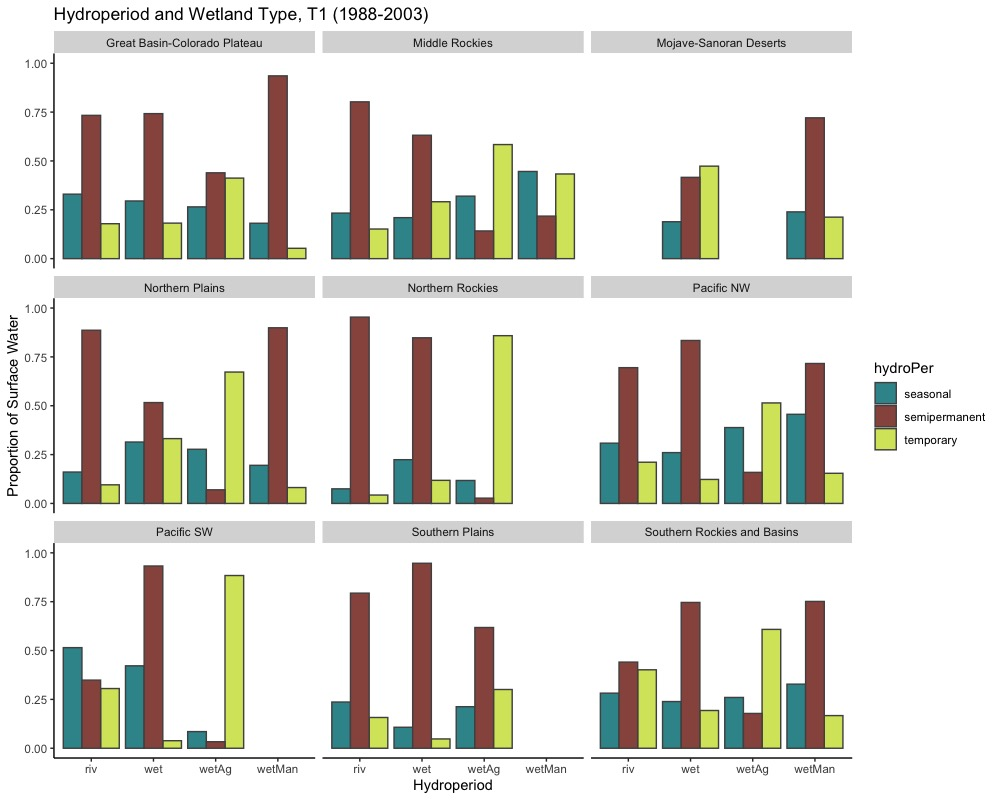 Hydroperiod and Wetland Type, T1 (1988-2003)
Great Basin-Colorado Plateau
Middle Rockies
Mojave-Sanoran Deserts
1.00
0.75
0.50
0.25
0.00
Northern Plains
Northern Rockies
Pacific NW
1.00
0.75
0.50
0.25
0.00
Proportion of Surface Water
hydroPer
seasonal
semipermanent
temporary
Pacific SW
Southern Plains
Southern Rockies and Basins
1.00
0.75
0.50
0.25
0.00
riv wet wetAg wetMan
riv wet wetAg wetMan
riv wet wetAg wetMan
Hydroperiod